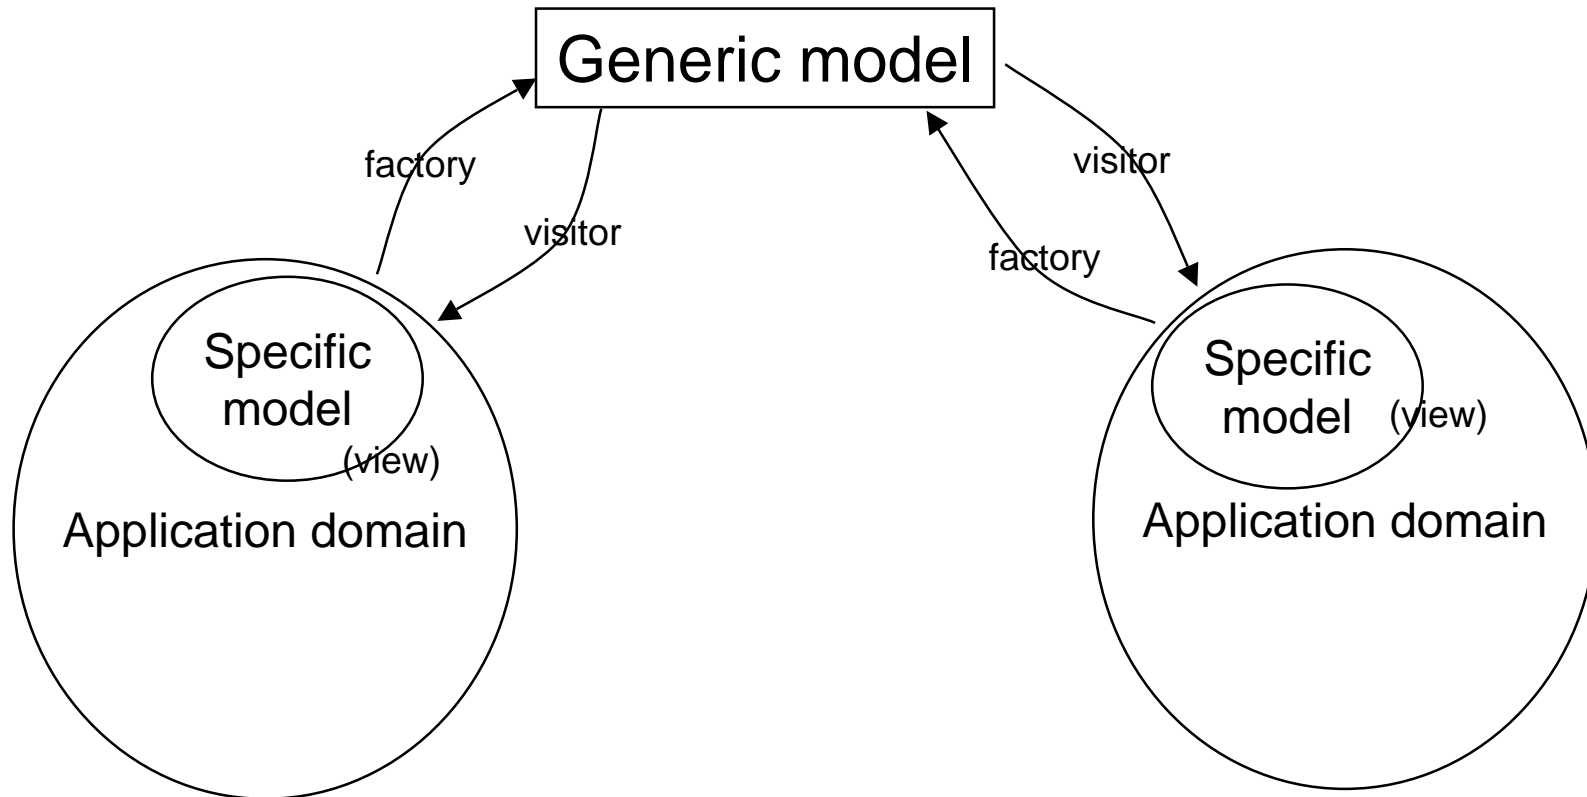 Generic model
factory
visitor
visitor
factory
Specific
model
(view)
Application domain
Specific
model
(view)
Application domain